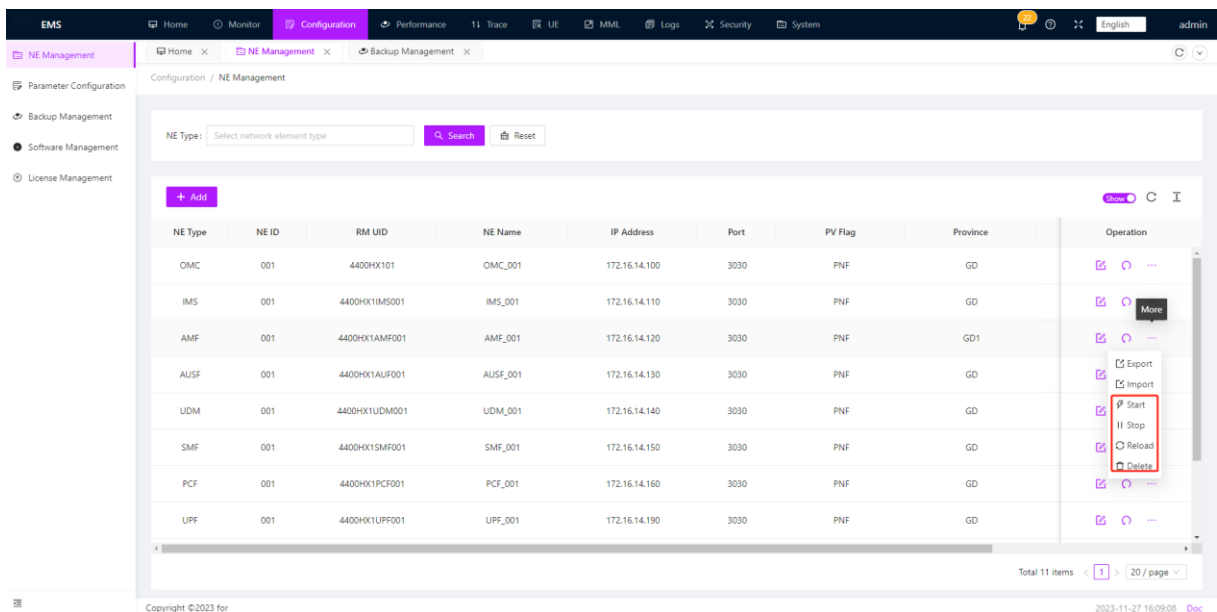 EMS Home Monitor Configuration Performance Trace UE MML Logs Security System 22 English admin
NE Management Home NE Management Backup Management
Parameter Configuration Configuration / NE Management
Backup Management
NE Type: Select network element type Search Reset
Software Management
License Management
+ Add Show
NE Type NE ID RM UID NE Name IP Address Port PV Flag Province Operation
OMC 001 4400HX101 OMC_001 172.16.14.100 3030 PNF GD
IMS 001 4400HX1IMS001 IMS_001 172.16.14.110 3030 PNF GD
More
AMF 001 4400HX1AMF001 AMF_001 172.16.14.120 3030 PNF GD1
Export
AUSF 001 4400HX1AUF001 AUSF_001 172.16.14.130 3030 PNF GD
Import
Start
UDM 001 4400HX1UDM001 UDM_001 172.16.14.140 3030 PNF GD
Stop
SMF 001 4400HX1SMF001 SMF_001 172.16.14.150 3030 PNF GD
Reload
Delete
PCF 001 4400HX1PCF001 PCF_001 172.16.14.160 3030 PNF GD
UPF 001 4400HX1UPF001 UPF_001 172.16.14.190 3030 PNF GD
Total 11 items < 1 > 20 / page
Copyright ©2023 for 2023-11-27 16:09:08 Doc